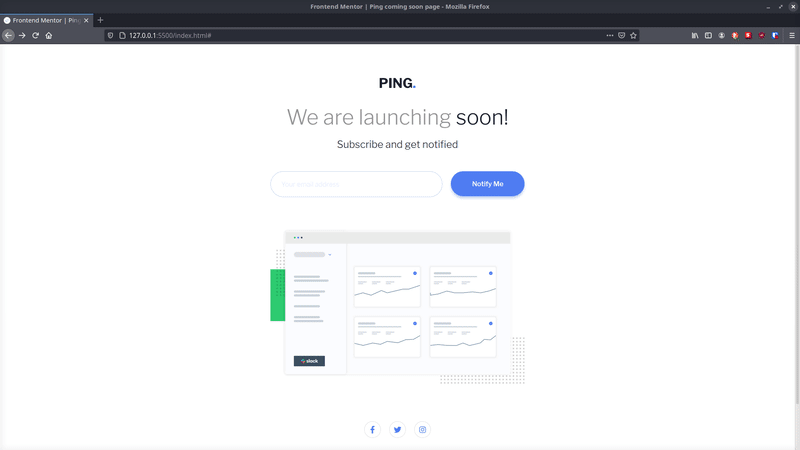 Frontend Mentor | Ping coming soon page - Mozilla Firefox
Frontend Mentor | Ping
127.0.0.1:5500/index.html#
PING.
We are launching soon!
Subscribe and get notified
Your email address...
Notify Me
slack